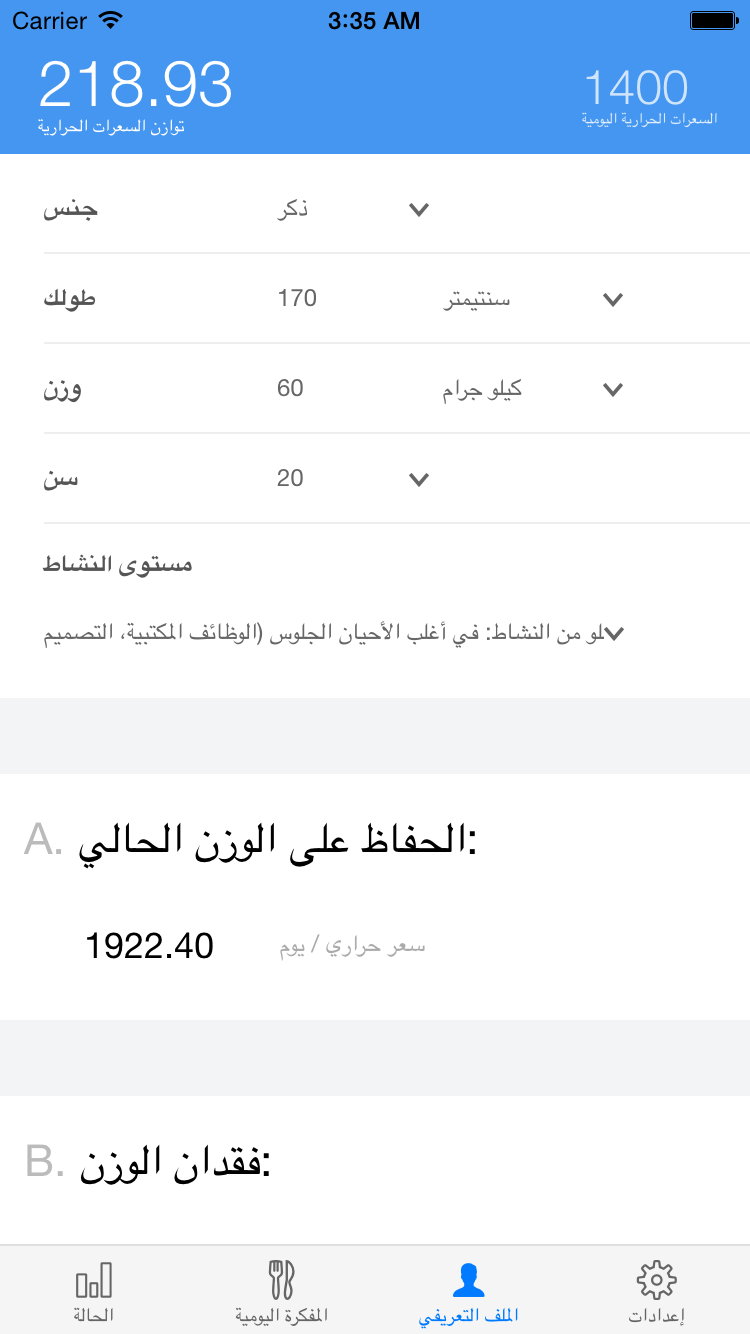 Carrier 3:35 AM
218.93
توازن السعرات الحرارية
1400
السعرات الحرارية اليومية
جنس ذكر
طولك 170 سنتيمتر
وزن 60 كيلو جرام
سن 20
مستوى النشاط
لو من النشاط: في أغلب الأحيان الجلوس (الوظائف المكتبية، التصميم
A. الحفاظ على الوزن الحالي:
1922.40 سعر حراري / يوم
B. فقدان الوزن:
الحالة المفكرة اليومية الملف التعريفي إعدادات